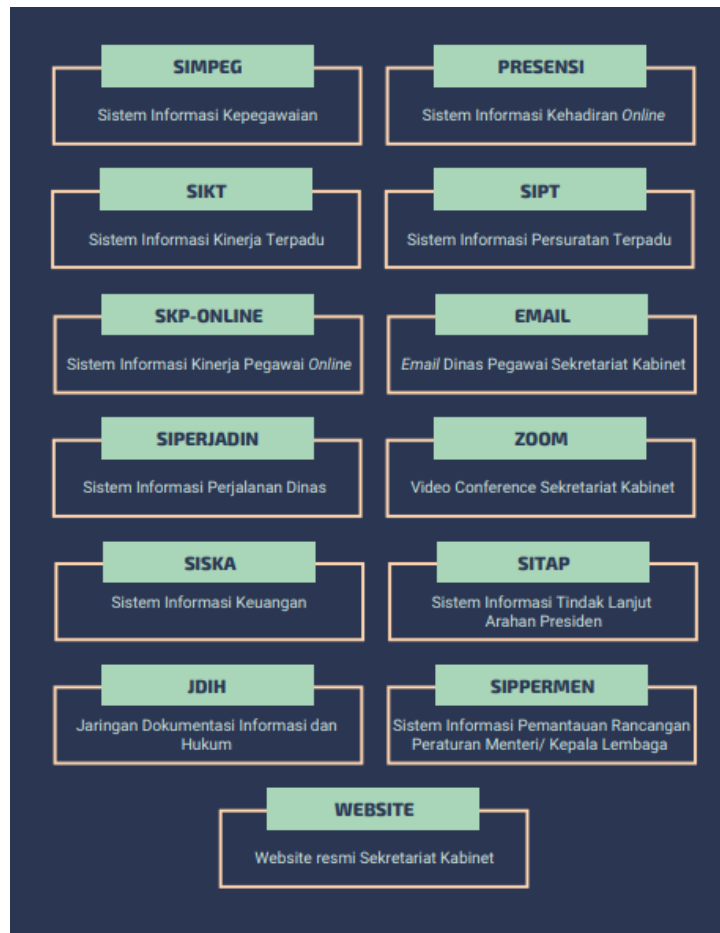 SIMPEG
Sistem Informasi Kepegawaian
PRESENSI
Sistem Informasi Kehadiran Online
SIKT
Sistem Informasi Kinerja Terpadu
SIPT
Sistem Informasi Persuratan Terpadu
SKP-ONLINE
Sistem Informasi Kinerja Pegawai Online
EMAIL
Email Dinas Pegawai Sekretariat Kabinet
SIPERJADIN
Sistem Informasi Perjalanan Dinas
ZOOM
Video Conference Sekretariat Kabinet
SISKA
Sistem Informasi Keuangan
SITAP
Sistem Informasi Tindak Lanjut
Arahan Presiden
JDIH
Jaringan Dokumentasi Informasi dan
Hukum
SIPPERMEN
Sistem Informasi Pemantauan Rancangan
Peraturan Menteri/ Kepala Lembaga
WEBSITE
Website resmi Sekretariat Kabinet